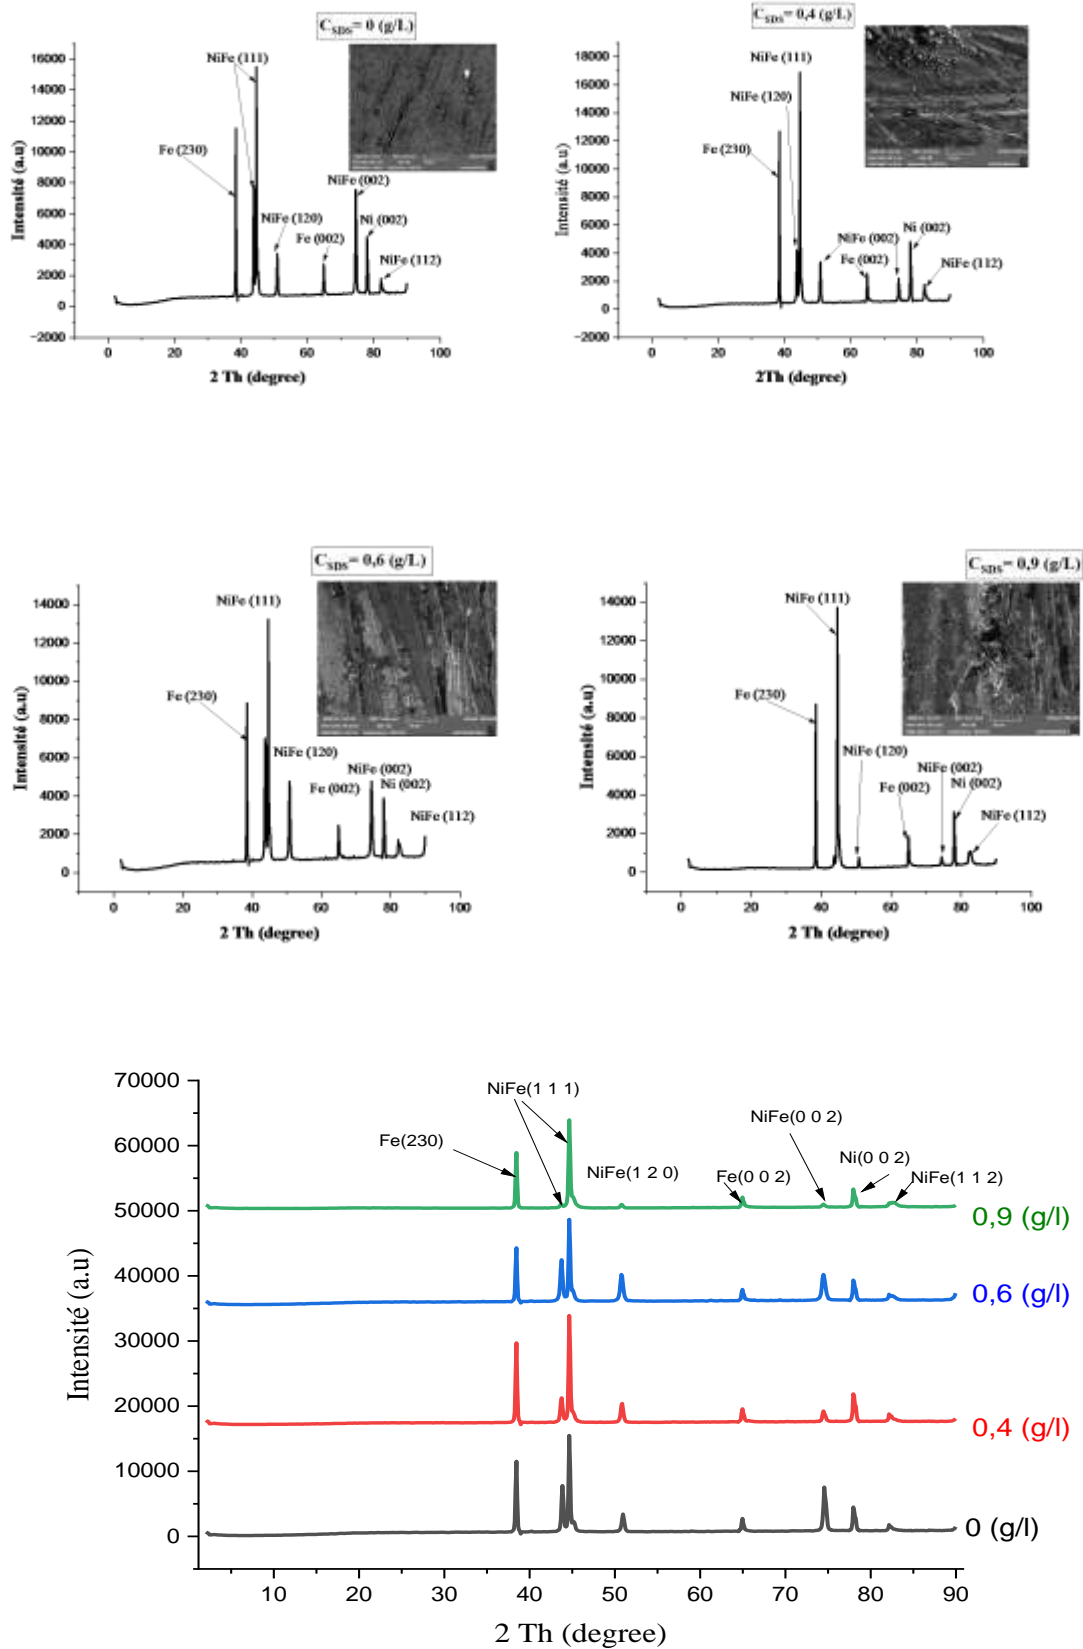 C_SDS= 0 (g/L)
16000
14000
12000
10000
8000
6000
4000
2000
0
−2000
Intensité (a.u)
NiFe (111)
Fe (230)
NiFe (120)
Fe (002)
NiFe (002)
Ni (002)
NiFe (112)
0 20 40 60 80 100
2 Th (degree)
C_SDS= 0,4 (g/L)
18000
16000
14000
12000
10000
8000
6000
4000
2000
0
−2000
Intensité (a.u)
NiFe (111)
NiFe (120)
Fe (230)
NiFe (002)
Fe (002)
Ni (002)
NiFe (112)
0 20 40 60 80 100
2Th (degree)
C_SDS= 0,6 (g/L)
14000
12000
10000
8000
6000
4000
2000
0
Intensité (a.u)
NiFe (111)
Fe (230)
NiFe (120)
Fe (002)
NiFe (002)
Ni (002)
NiFe (112)
0 20 40 60 80 100
2 Th (degree)
C_SDS= 0,9 (g/L)
14000
12000
10000
8000
6000
4000
2000
0
Intensité (a.u)
NiFe (111)
Fe (230)
NiFe (120)
Fe (002)
NiFe (002)
Ni (002)
NiFe (112)
0 20 40 60 80 100
2 Th (degree)
70000
60000
50000
40000
30000
20000
10000
0
Intensité (a.u)
NiFe(1 1 1)
Fe(230)
NiFe(1 2 0)
Fe(0 0 2)
NiFe(0 0 2)
Ni(0 0 2)
NiFe(1 1 2)
0,9 (g/l)
0,6 (g/l)
0,4 (g/l)
0 (g/l)
10 20 30 40 50 60 70 80 90
2 Th (degree)